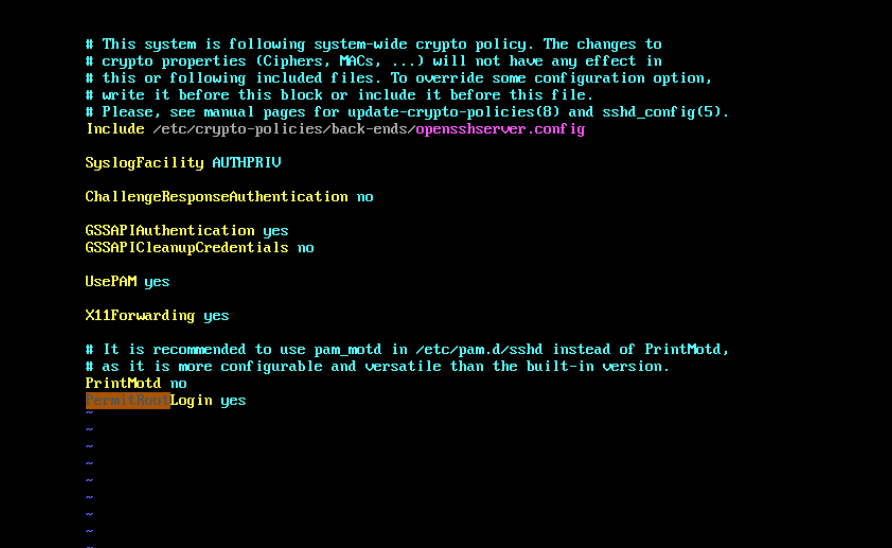 # This system is following system-wide crypto policy. The changes to
# crypto properties (Ciphers, MACs, ...) will not have any effect in
# this or following included files. To override some configuration option,
# write it before this block or include it before this file.
# Please, see manual pages for update-crypto-policies(8) and sshd_config(5).
Include /etc/crypto-policies/back-ends/opensshserver.config
SyslogFacility AUTHPRIV
ChallengeResponseAuthentication no
GSSAPIAuthentication yes
GSSAPICleanupCredentials no
UsePAM yes
X11Forwarding yes
# It is recommended to use pam_motd in /etc/pam.d/sshd instead of PrintMotd,
# as it is more configurable and versatile than the built-in version.
PrintMotd no
PermitRootLogin yes
~
~
~
~
~
~
~
~
~